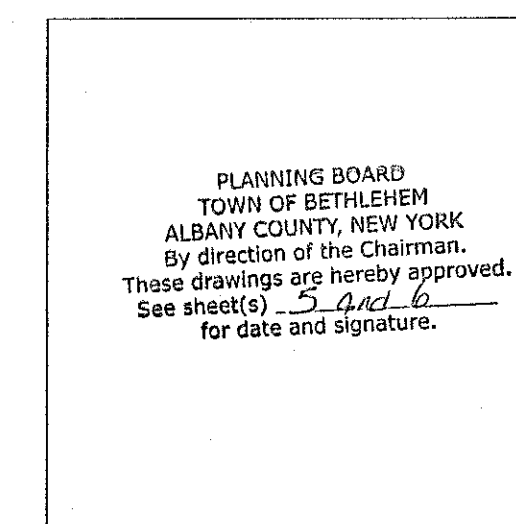 PLANNING BOARD
TOWN OF BETHLEHEM
ALBANY COUNTY, NEW YORK
By direction of the Chairman.
These drawings are hereby approved.
See sheet(s) 5 and 6
for date and signature.